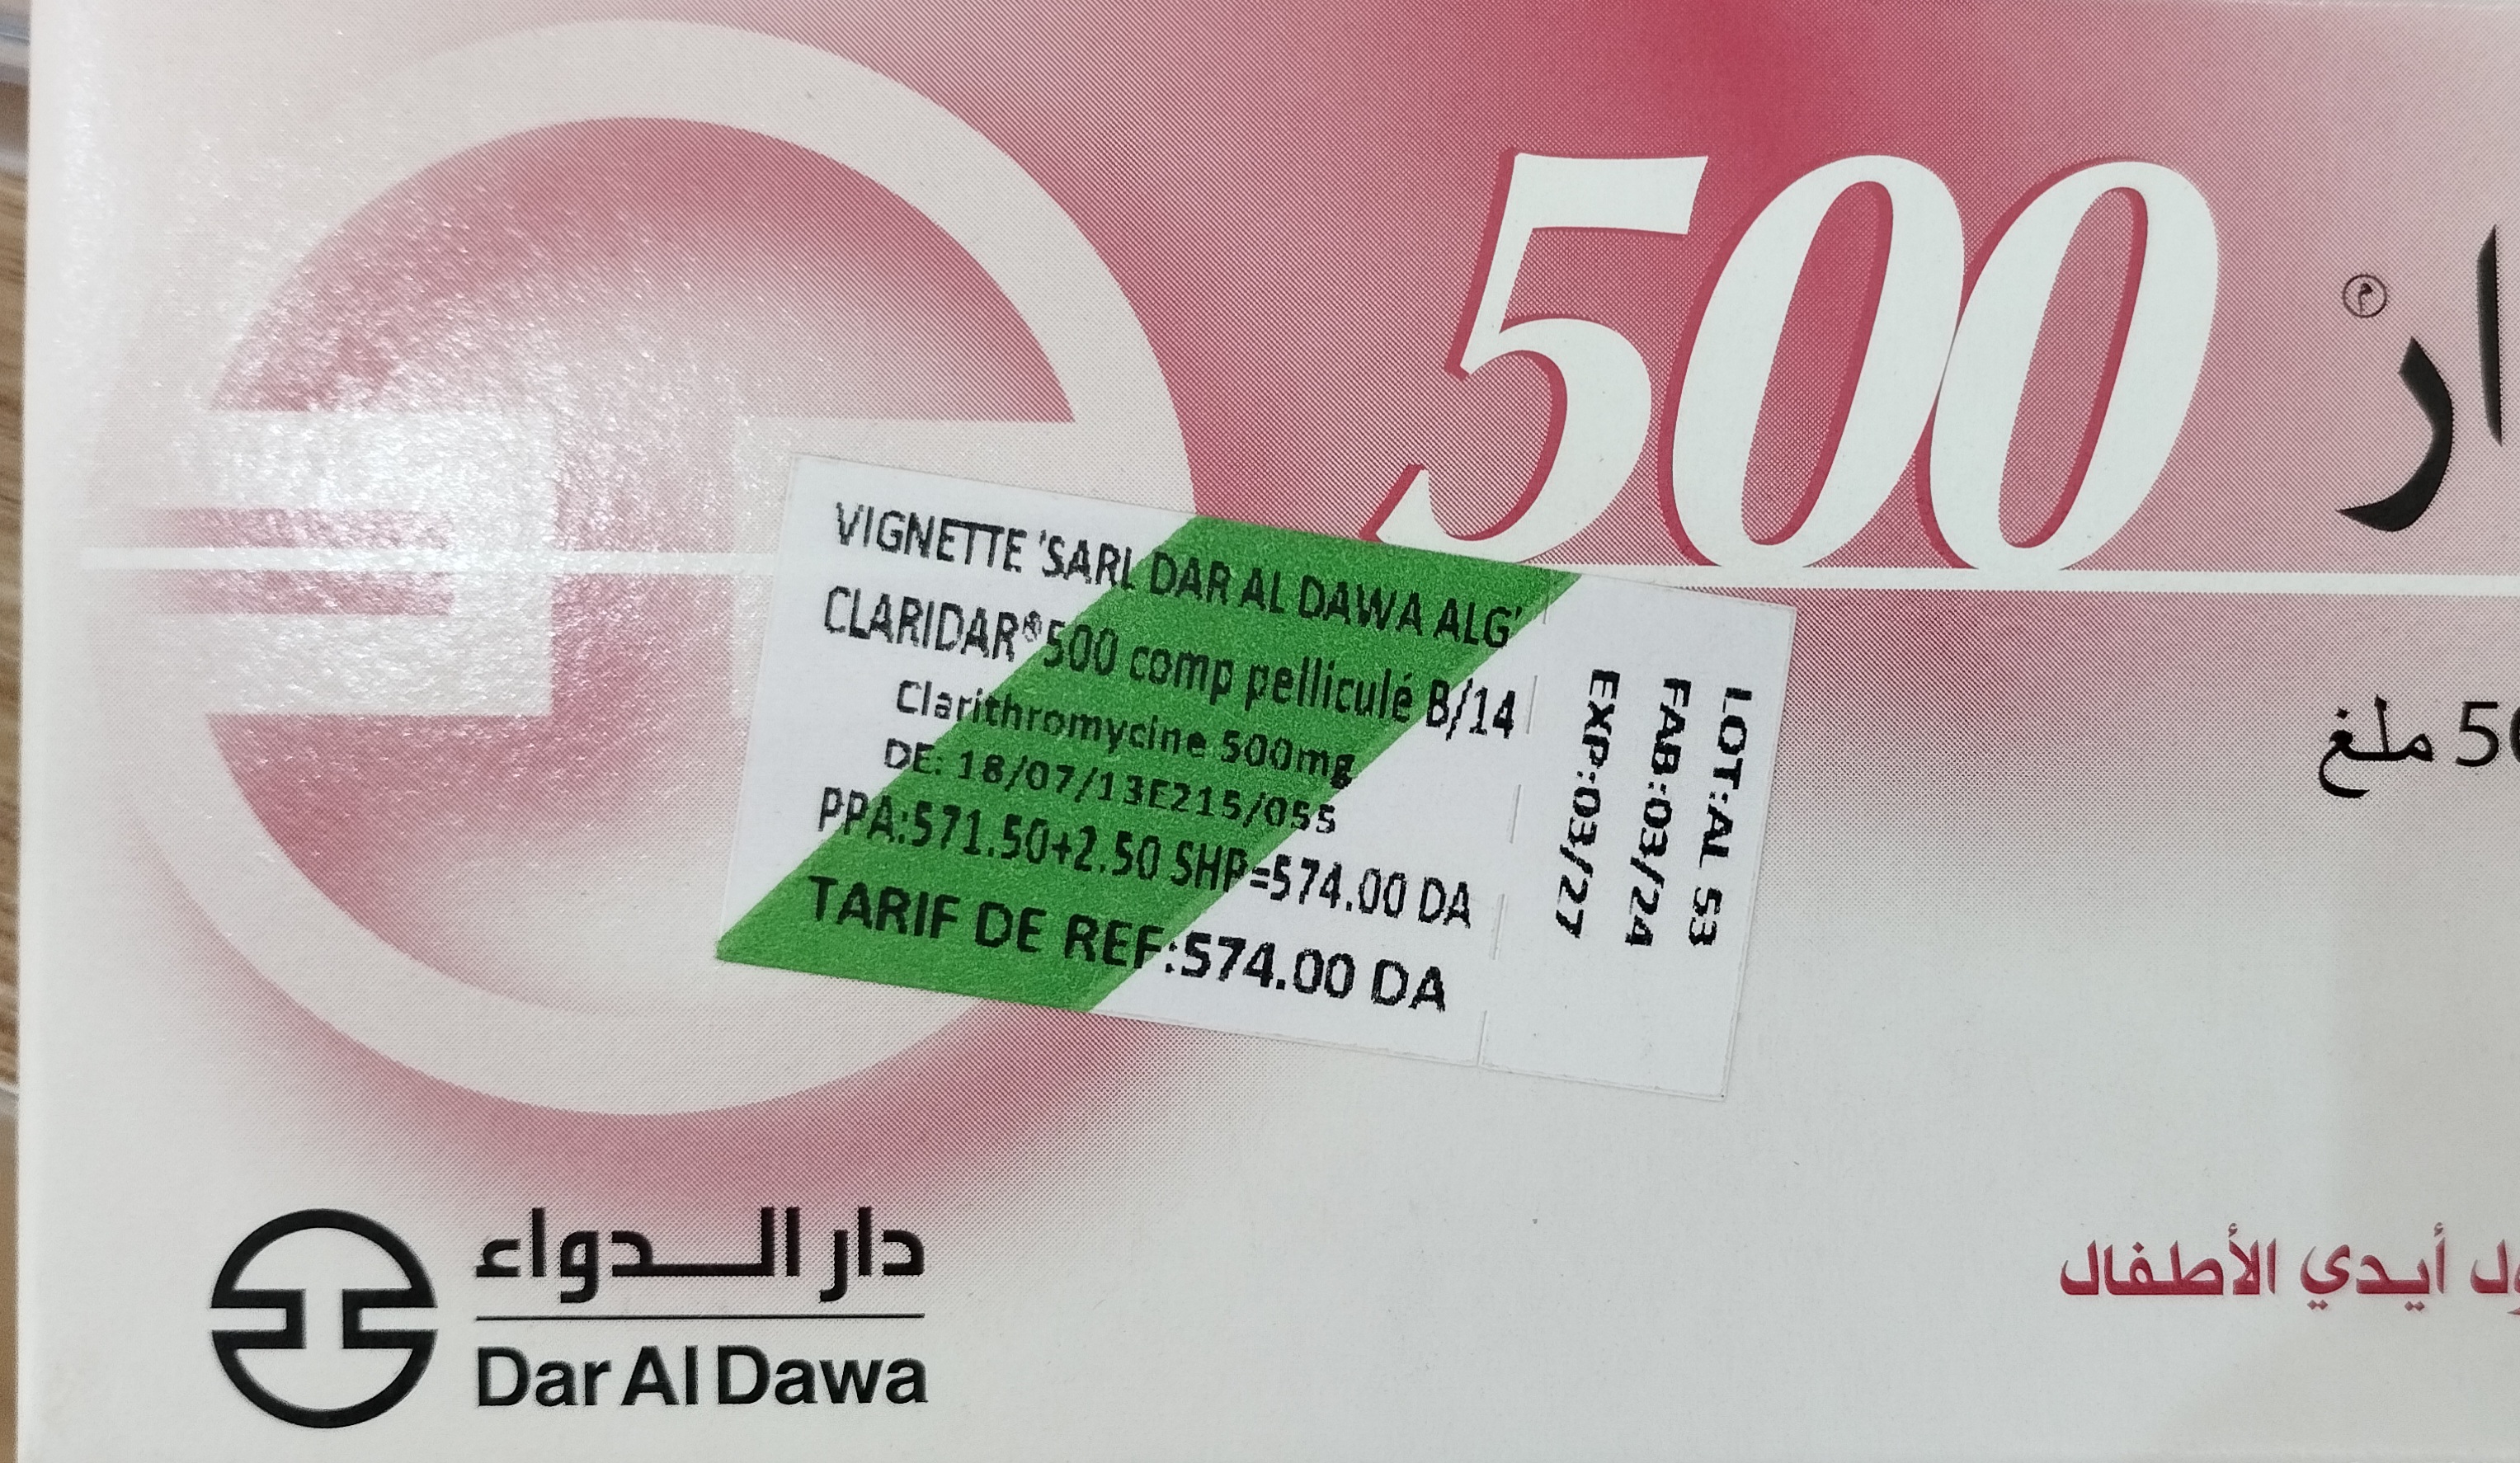 500
VIGNETTE 'SARL DAR AL DAWA ALG'
CLARIDAR® 500 comp pelliculé B/14
Clarithromycine 500mg
DE: 18/07/13E215/055
PPA:571.50+2.50 SHP=574.00 DA
TARIF DE REF:574.00 DA
LOT:AL 53
FAB:03/24
EXP:03/27
ملغ
أيدي الأطفال
دار الدواء
Dar Al Dawa